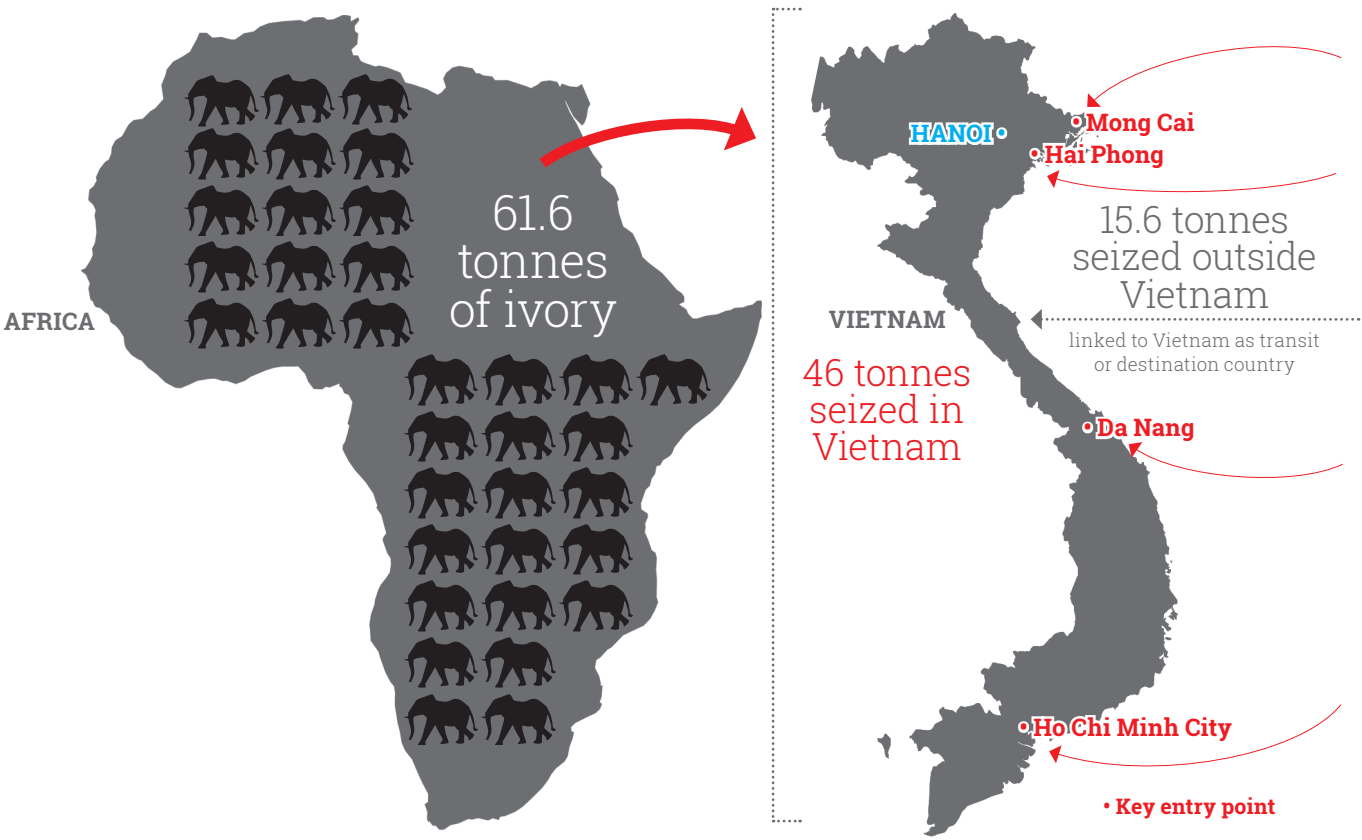 AFRICA
61.6
tonnes
of ivory
HANOI
Mong Cai
Hai Phong
15.6 tonnes
seized outside
Vietnam
linked to Vietnam as transit
or destination country
VIETNAM
46 tonnes
seized in
Vietnam
Da Nang
Ho Chi Minh City
• Key entry point